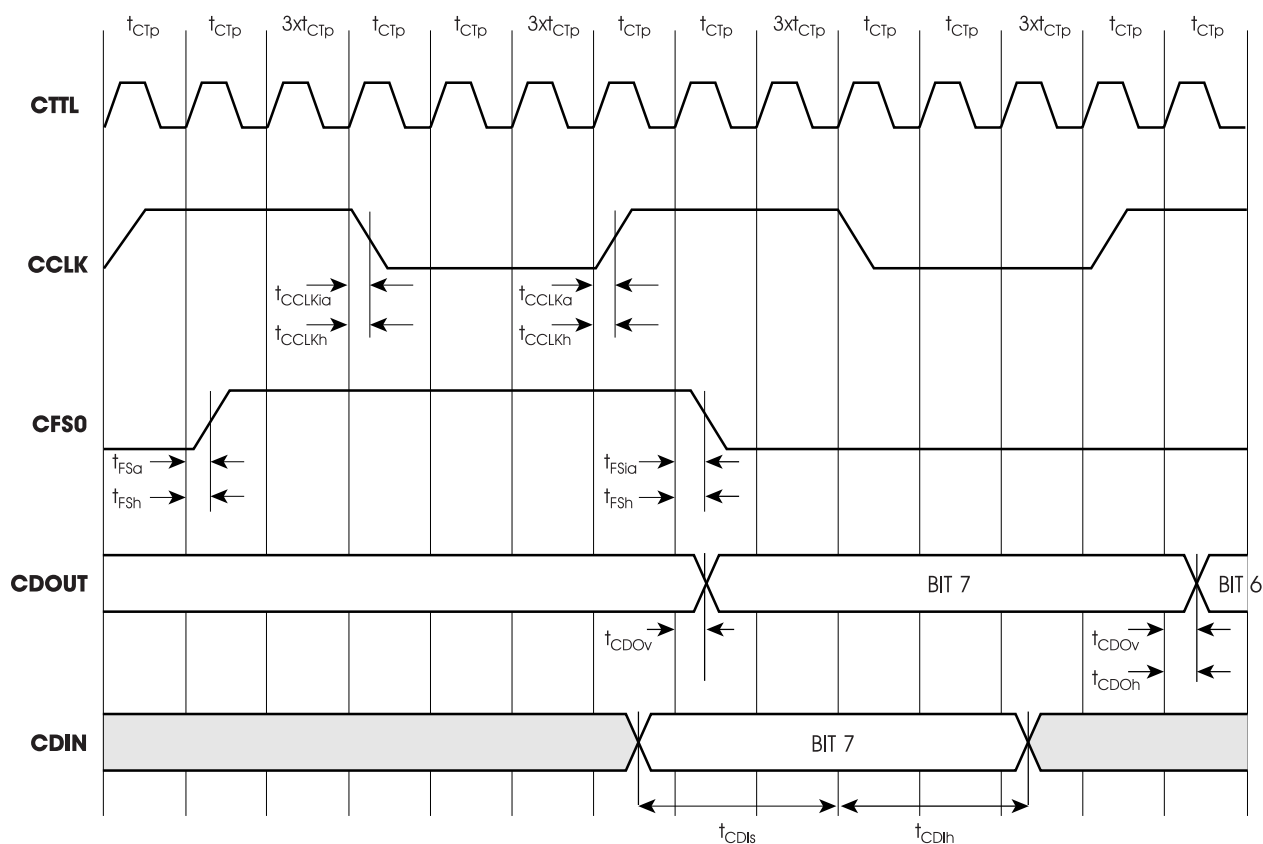 tCTp tCTp 3xtCTp tCTp tCTp 3xtCTp tCTp tCTp 3xtCTp tCTp tCTp 3xtCTp tCTp tCTp
CTTL
CCLK
tCCLKia tCCLKa
tCCLKh tCCLKh
CFS0
tFSa tFSia
tFSh tFSh
CDOUT BIT 7 BIT 6
tCDOv tCDOv
tCDOh
CDIN BIT 7
tCDIs tCDIh